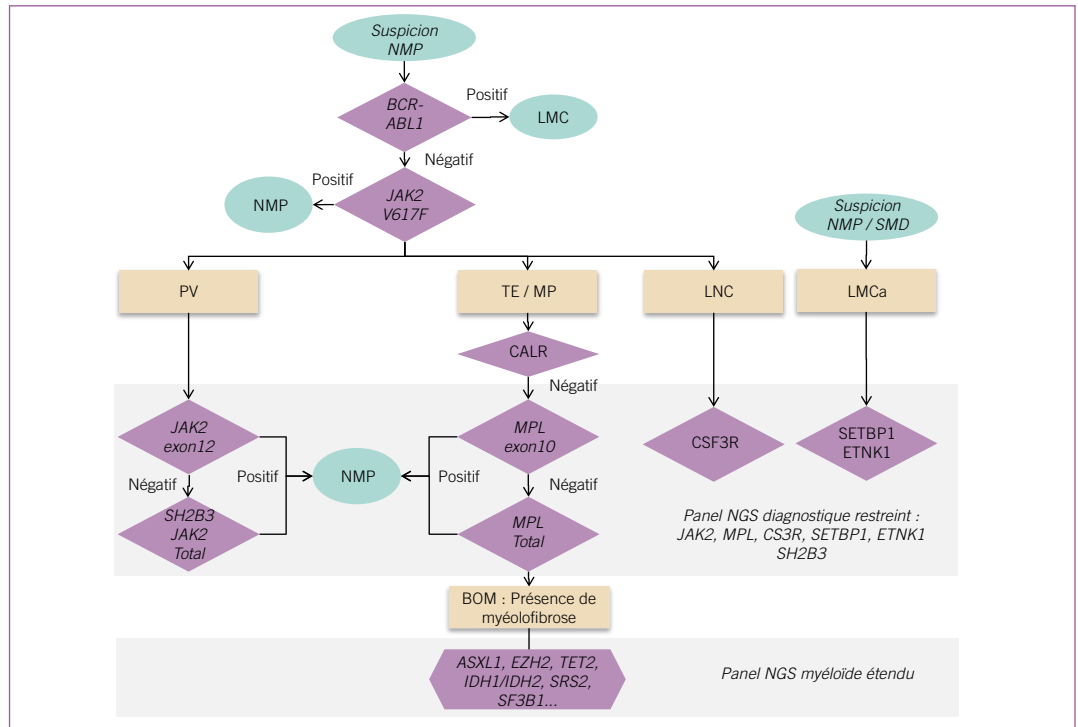 Suspicion
NMP
BCR-
ABL1
Positif
LMC
Négatif
Positif
NMP
JAK2
V617F
Suspicion
NMP / SMD
PV
TE / MP
LNC
LMCa
CALR
Négatif
JAK2
exon12
Positif
NMP
Positif
MPL
exon10
CSF3R
SETBP1
ETNK1
Négatif
Négatif
SH2B3
JAK2
Total
MPL
Total
Panel NGS diagnostique restreint :
JAK2, MPL, CS3R, SETBP1, ETNK1
SH2B3
BOM : Présence de
myéolofibrose
ASXL1, EZH2, TET2,
IDH1/IDH2, SRS2,
SF3B1...
Panel NGS myéloïde étendu